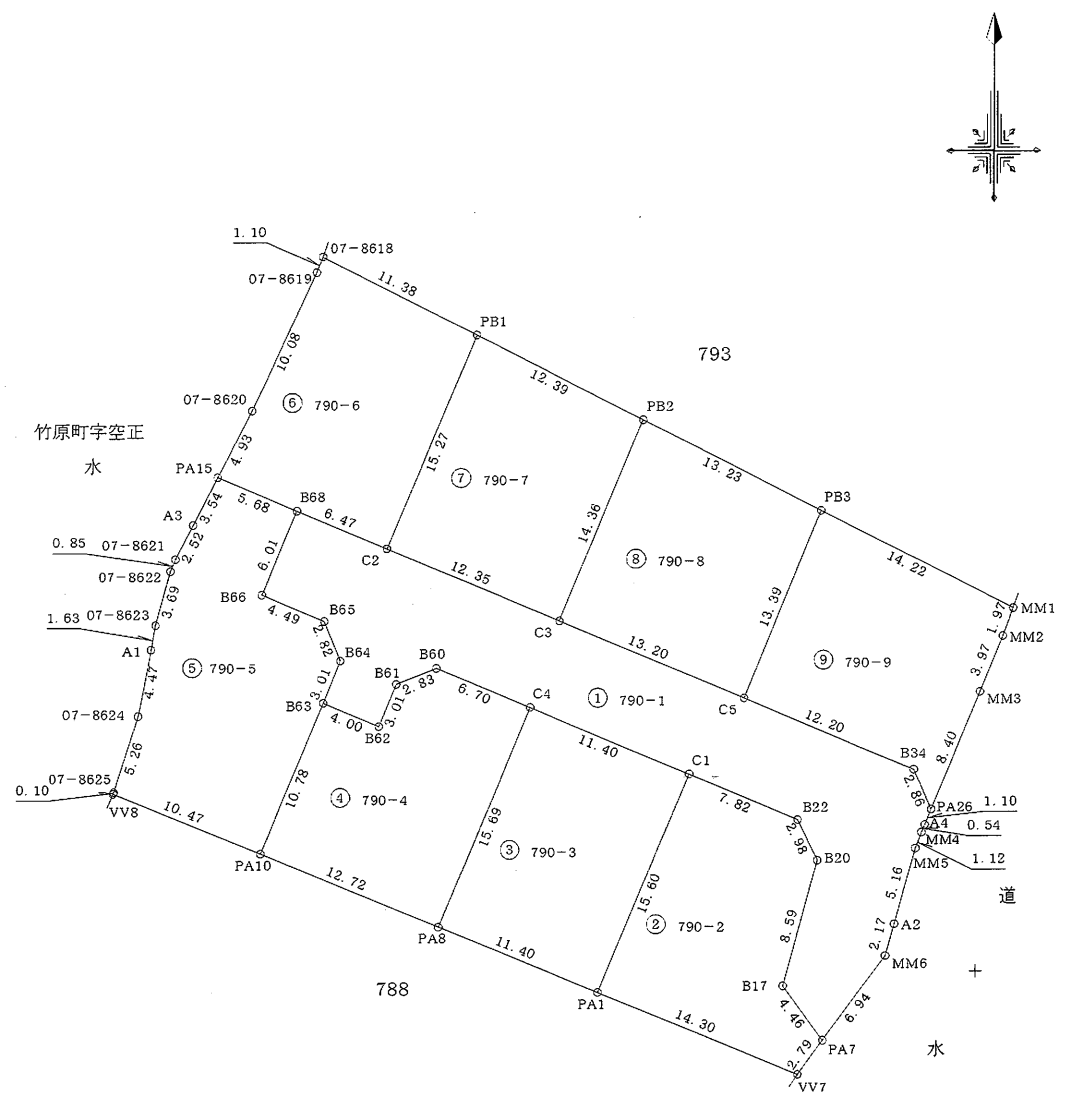 1. 10
07-8618
07-8619
11. 38
PB1
793
10. 08
12. 39
07-8620
⑥ 790-6
PB2
竹原町字空正
水
4. 93
15. 27
PA15
⑦ 790-7
13. 23
5. 68
B68
6. 47
PB3
A3
3. 54
14. 36
0. 85
07-8621
2. 52
6. 01
C2
12. 35
⑧ 790-8
14. 22
07-8622
B66
4. 49
B65
MM1
1. 97
1. 63
07-8623
3. 69
2. 82
C3
13. 39
MM2
A1
B64
B60
13. 20
⑨ 790-9
3. 97
⑤ 790-5
B61
2. 83
6. 70
C4
① 790-1
MM3
4. 47
3. 01
B63
4. 00
3. 01
C5
12. 20
07-8624
B62
11. 40
8. 40
5. 26
C1
B34
2. 86
07-8625
0. 10
10. 78
7. 82
B22
PA26
1. 10
VV8
10. 47
④ 790-4
15. 69
A4
0. 54
MM4
2. 98
③ 790-3
B20
MM5
1. 12
PA10
12. 72
15. 60
5. 16
道
② 790-2
8. 59
A2
PA8
2. 17
11. 40
MM6
+
788
B17
PA1
4. 46
6. 94
14. 30
PA7
水
2. 79
VV7